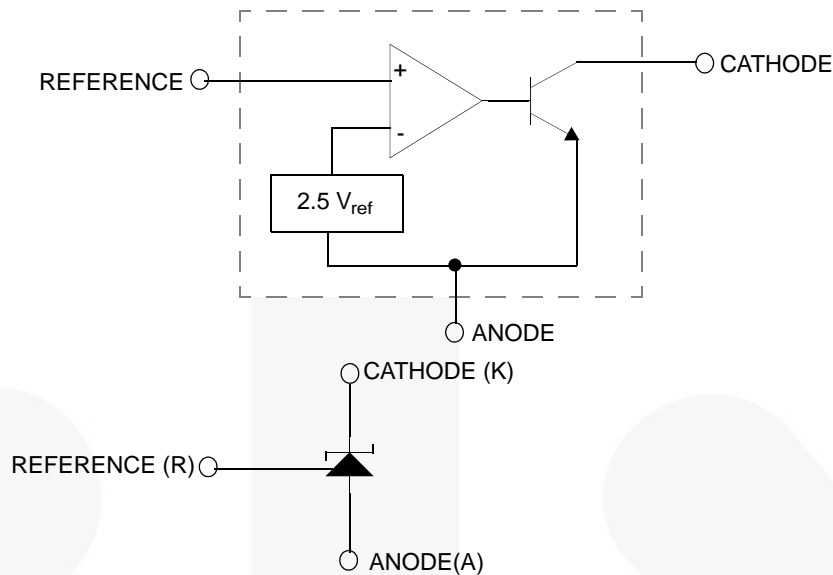 REFERENCE
+
-
CATHODE
2.5 Vref
ANODE
CATHODE (K)
REFERENCE (R)
ANODE(A)